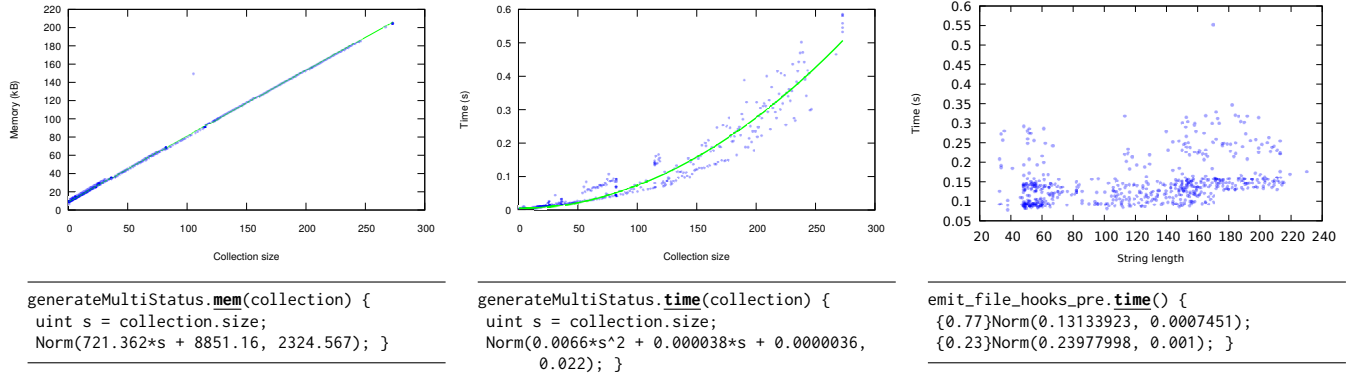 220
200
180
160
140
120
100
80
60
40
20
0
Memory (kB)
0 50 100 150 200 250 300
Collection size
generateMultiStatus.mem(collection) {
uint s = collection.size;
Norm(721.362*s + 8851.16, 2324.567); }
0.6
0.5
0.4
0.3
0.2
0.1
0
Time (s)
0 50 100 150 200 250 300
Collection size
generateMultiStatus.time(collection) {
uint s = collection.size;
Norm(0.0066*s^2 + 0.000038*s + 0.0000036,
0.022); }
0.6
0.55
0.5
0.45
0.4
0.35
0.3
0.25
0.2
0.15
0.1
0.05
Time (s)
20 40 60 80 100 120 140 160 180 200 220 240
String length
emit_file_hooks_pre.time() {
{0.77}Norm(0.13133923, 0.0007451);
{0.23}Norm(0.23977998, 0.001); }